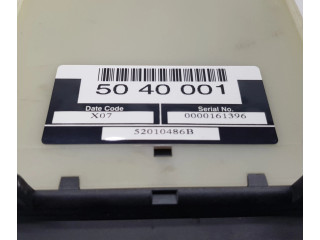 50 40 001
Date Code Serial No.
X07 0000161396
52010486B